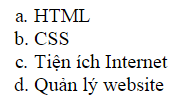 a. HTML
b. CSS
c. Tiện ích Internet
d. Quản lý website